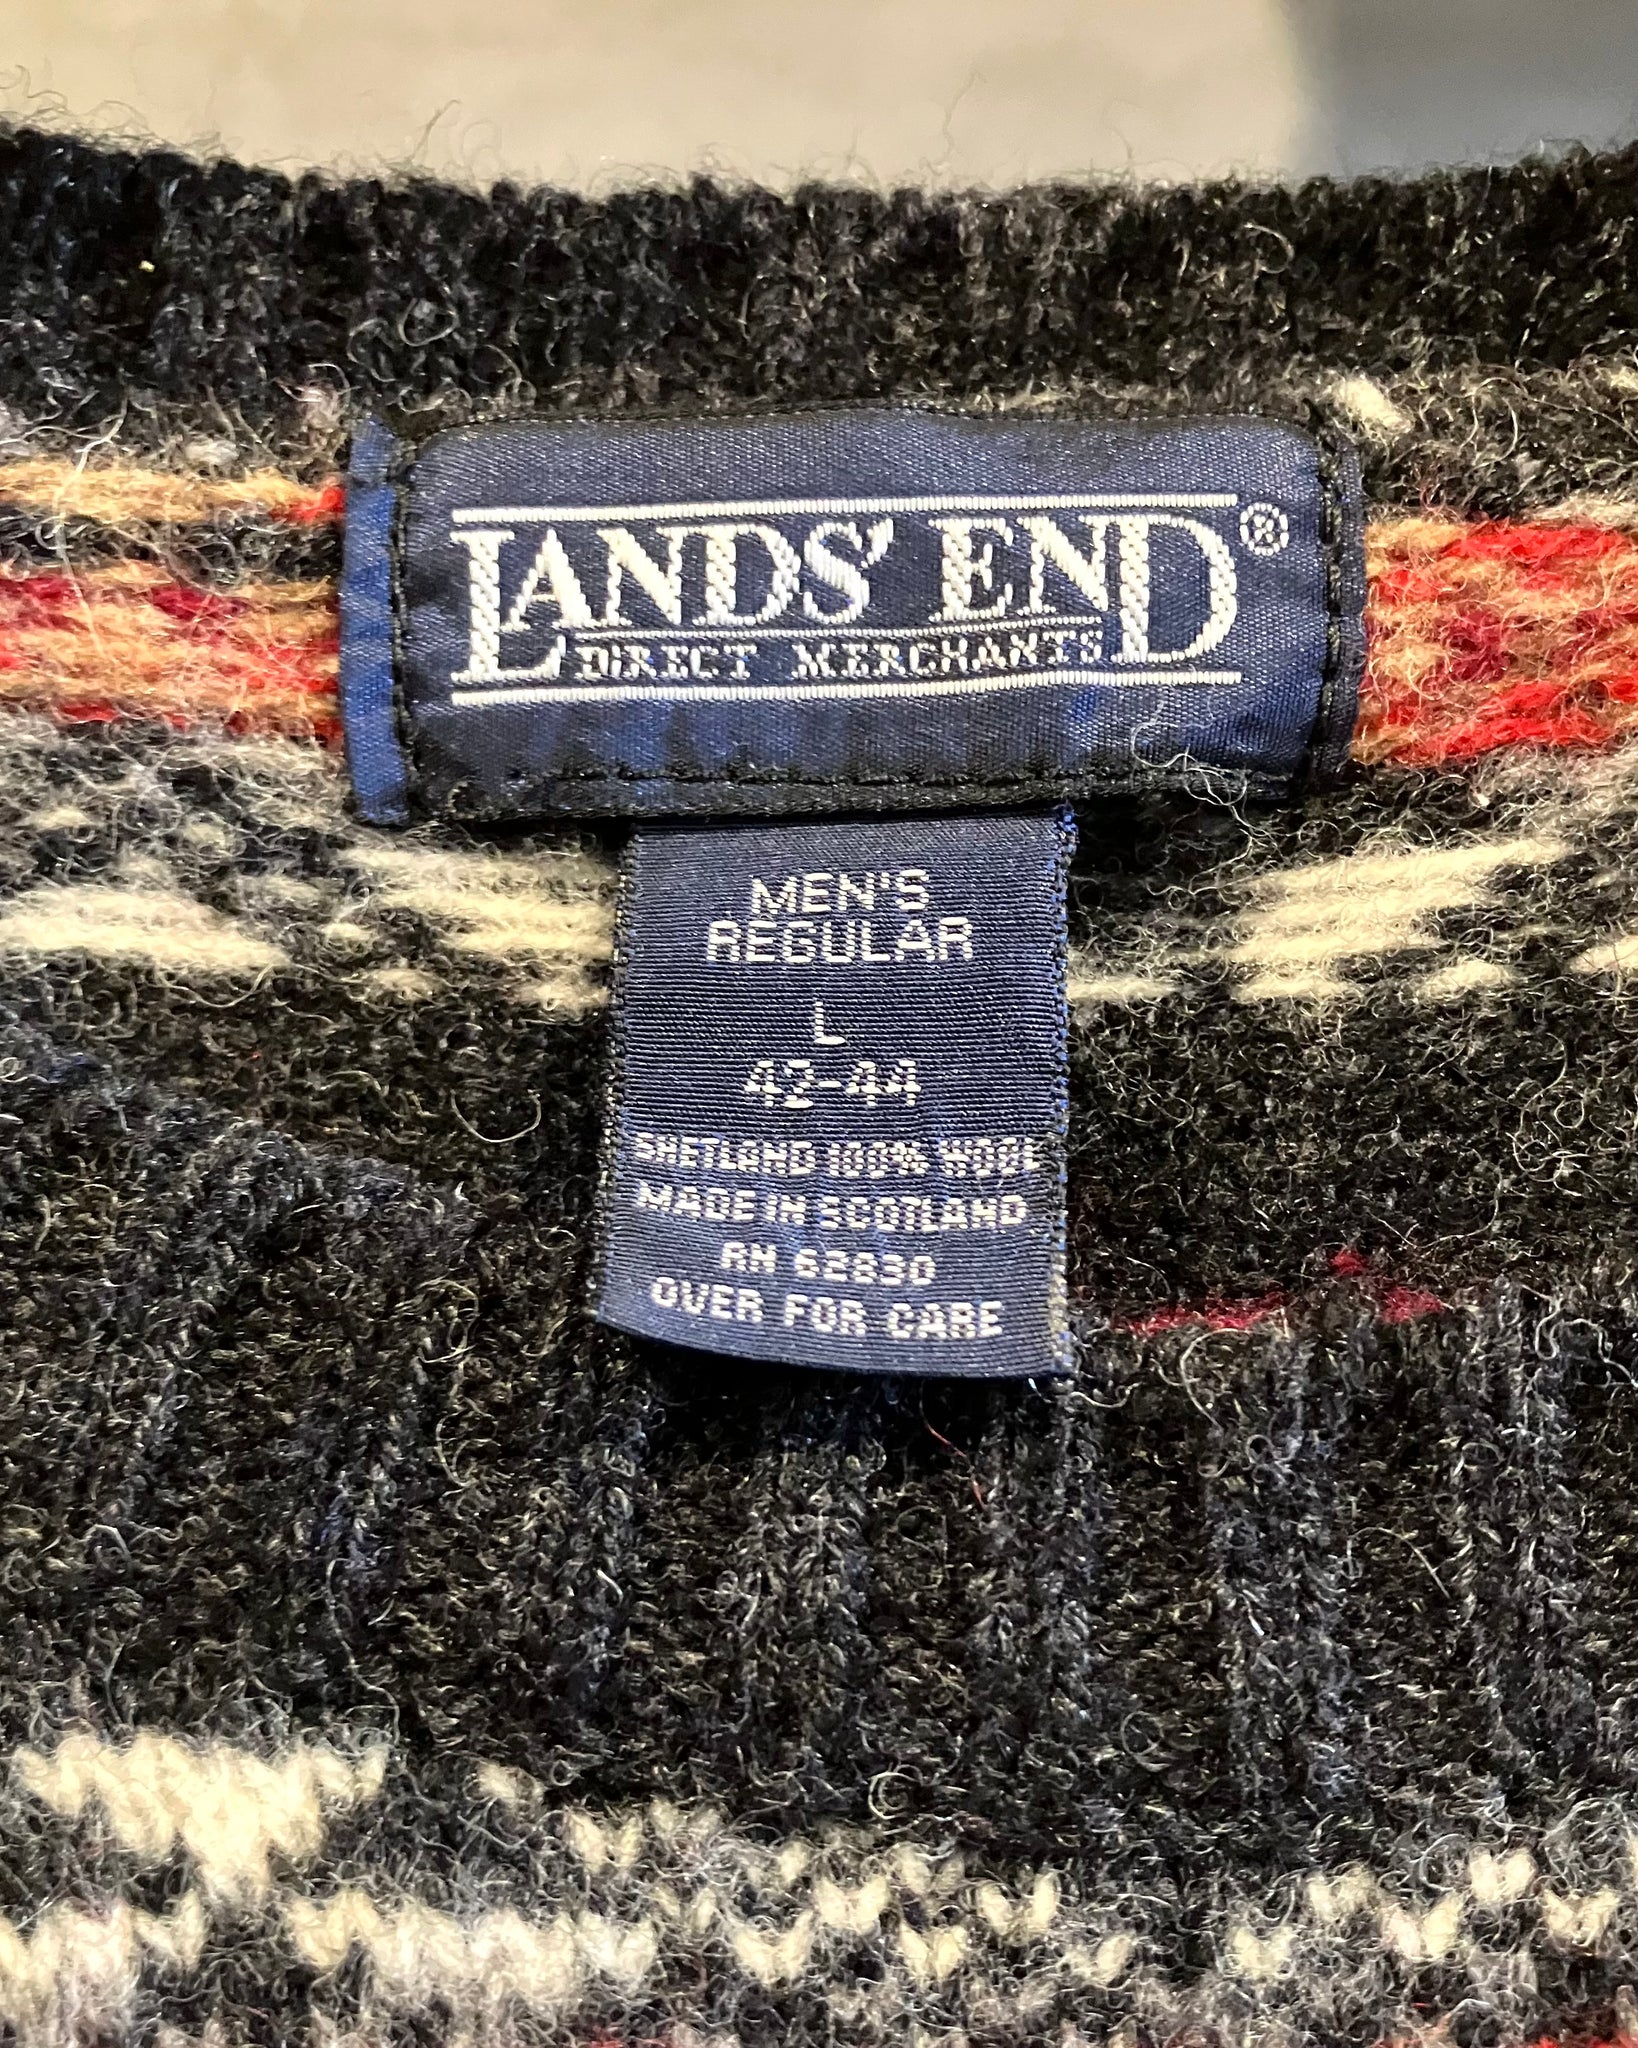 LANDS' END®
DIRECT MERCHANTS
MEN'S
REGULAR
L
42-44
SHETLAND 100% WOOL
MADE IN SCOTLAND
RN 62830
OVER FOR CARE